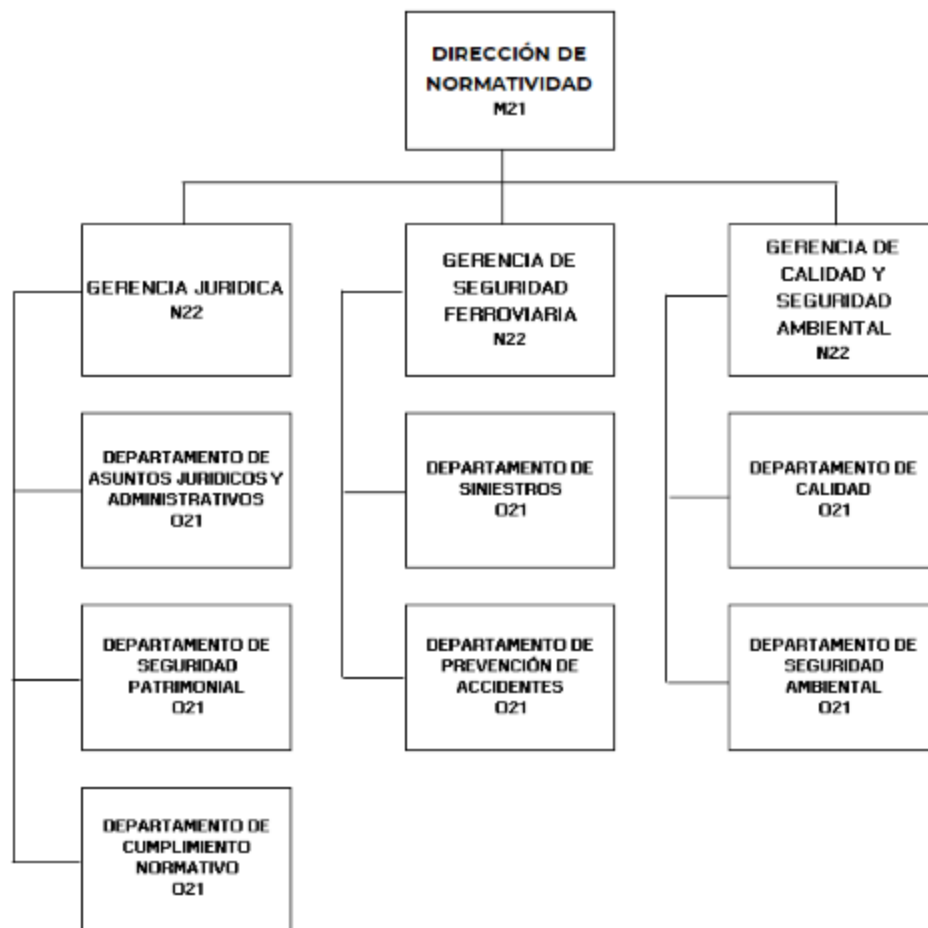 DIRECCIÓN DE
NORMATIVIDAD
M21
GERENCIA JURIDICA
N22
GERENCIA DE
SEGURIDAD
FERROVIARIA
N22
GERENCIA DE
CALIDAD Y
SEGURIDAD
AMBIENTAL
N22
DEPARTAMENTO DE
ASUNTOS JURIDICOS Y
ADMINISTRATIVOS
O21
DEPARTAMENTO DE
SINIESTROS
O21
DEPARTAMENTO DE
CALIDAD
O21
DEPARTAMENTO DE
SEGURIDAD
PATRIMONIAL
O21
DEPARTAMENTO DE
PREVENCIÓN DE
ACCIDENTES
O21
DEPARTAMENTO DE
SEGURIDAD
AMBIENTAL
O21
DEPARTAMENTO DE
CUMPLIMIENTO
NORMATIVO
O21